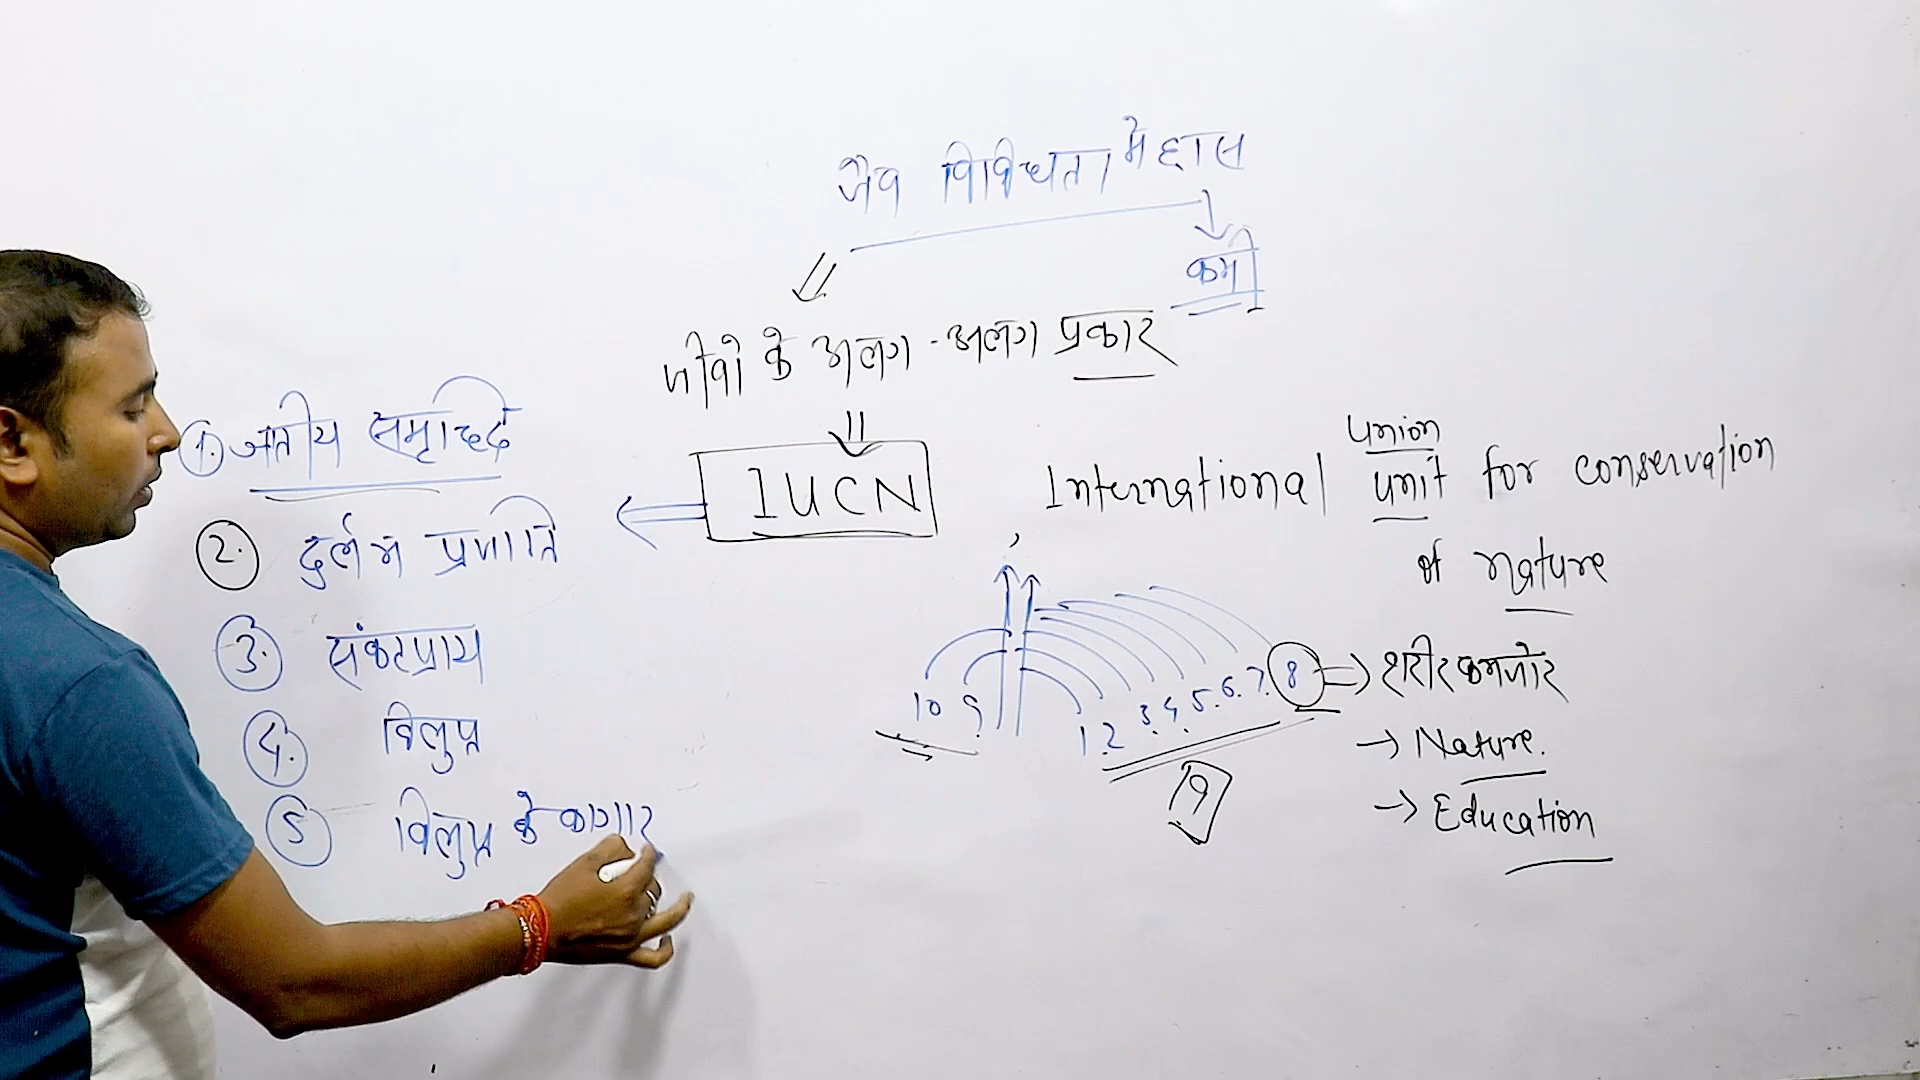 जैव विविधता मे ह्रास
कमी
जीवो के अलग-अलग प्रकार
IUCN
Union
International unit for conservation
of nature
1. जातीय समृद्धि
2. दुर्लभ प्रजाति
3. संकटप्राय
4. विलुप्त
5 विलुप्त के कागार
10 9 1.2 3. 4. 5. 6. 7. 8
9
→ शरीर कमजोर
→ Nature.
→ Education